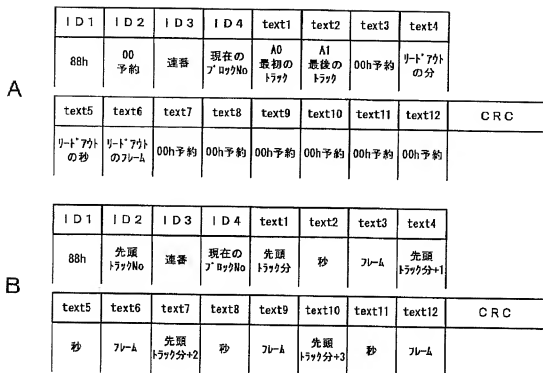 A
ID1 ID2 ID3 ID4 text1 text2 text3 text4
88h 00 予約 連番 現在の ブロックNo A0 最初の トラック A1 最後の トラック 00h予約 リードアウト の分
text5 text6 text7 text8 text9 text10 text11 text12 CRC
リードアウト の秒 リードアウト のフレーム 00h予約 00h予約 00h予約 00h予約 00h予約 00h予約
B
ID1 ID2 ID3 ID4 text1 text2 text3 text4
88h 先頭 トラックNo 連番 現在の ブロックNo 先頭 トラック分 秒 フレーム 先頭 トラック分+1
text5 text6 text7 text8 text9 text10 text11 text12 CRC
秒 フレーム 先頭 トラック分+2 秒 フレーム 先頭 トラック分+3 秒 フレーム